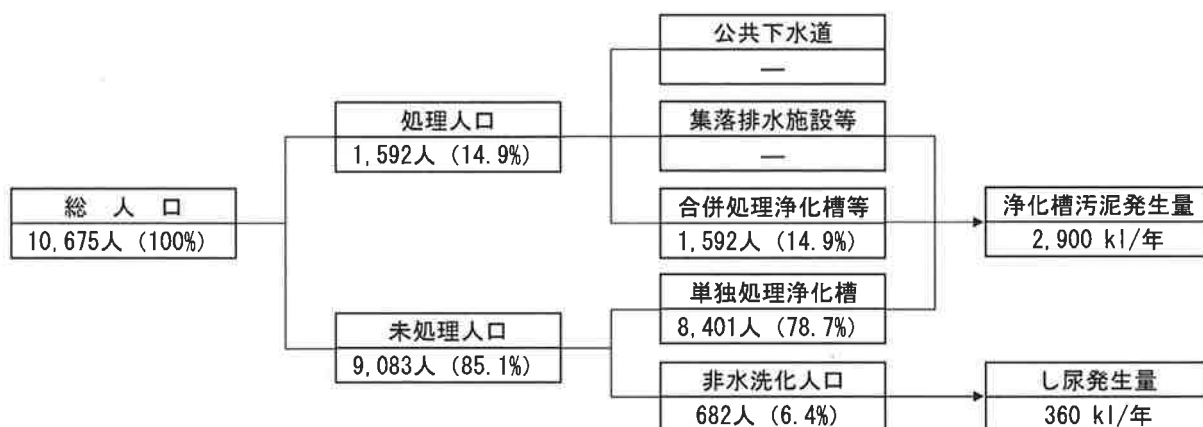 公共下水道
―
処理人口
1,592人 (14.9%)
集落排水施設等
―
総 人 口
10,675人 (100%)
合併処理浄化槽等
1,592人 (14.9%)
浄化槽汚泥発生量
2,900 kl/年
単独処理浄化槽
8,401人 (78.7%)
未処理人口
9,083人 (85.1%)
非水洗化人口
682人 (6.4%)
し尿発生量
360 kl/年